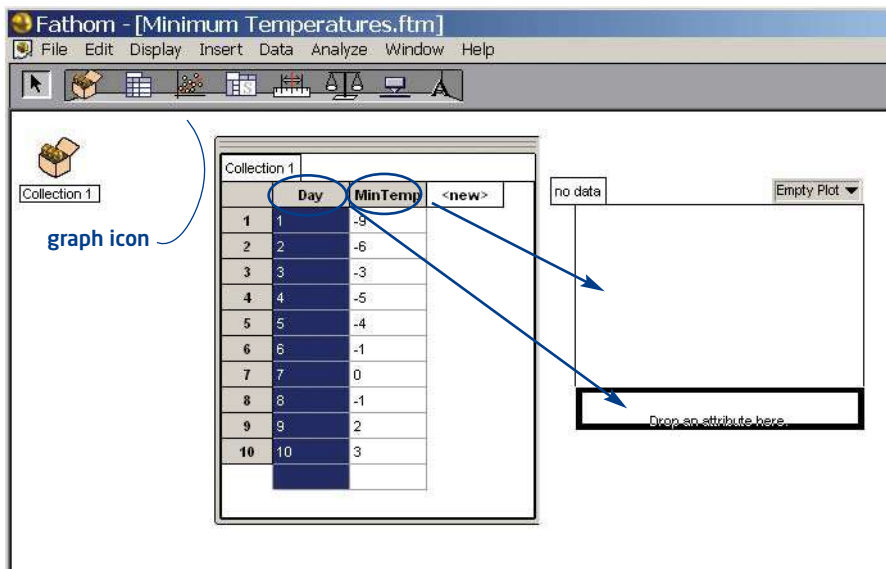 Fathom - [Minimum Temperatures.ftm]
File Edit Display Insert Data Analyze Window Help
S
A
Collection 1
graph icon
Collection 1
Day MinTemp <new>
1 1 -9
2 2 -6
3 3 -3
4 4 -5
5 5 -4
6 6 -1
7 7 0
8 8 -1
9 9 2
10 10 3
no data Empty Plot
Drop an attribute here.